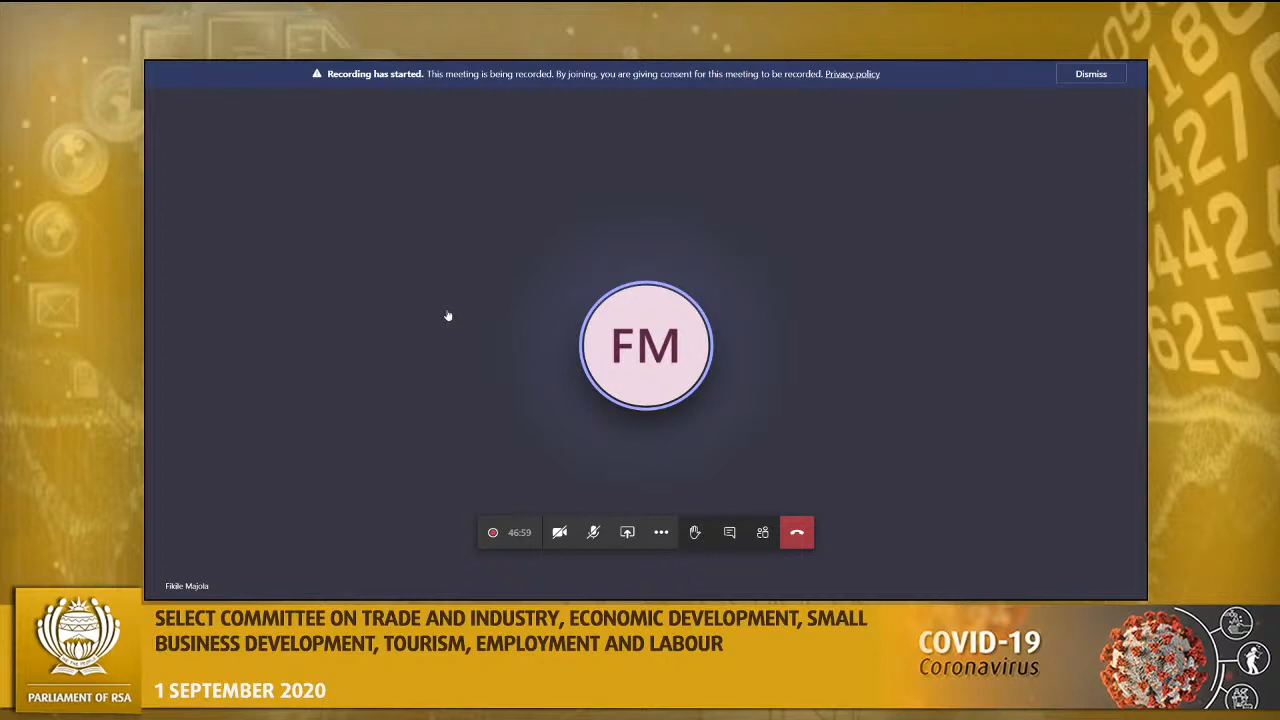 Recording has started. This meeting is being recorded. By joining, you are giving consent for this meeting to be recorded. Privacy policy
Dismiss
FM
46:59
Fikile Majola
SELECT COMMITTEE ON TRADE AND INDUSTRY, ECONOMIC DEVELOPMENT, SMALL
BUSINESS DEVELOPMENT, TOURISM, EMPLOYMENT AND LABOUR
1 SEPTEMBER 2020
PARLIAMENT OF RSA
COVID-19
Coronavirus